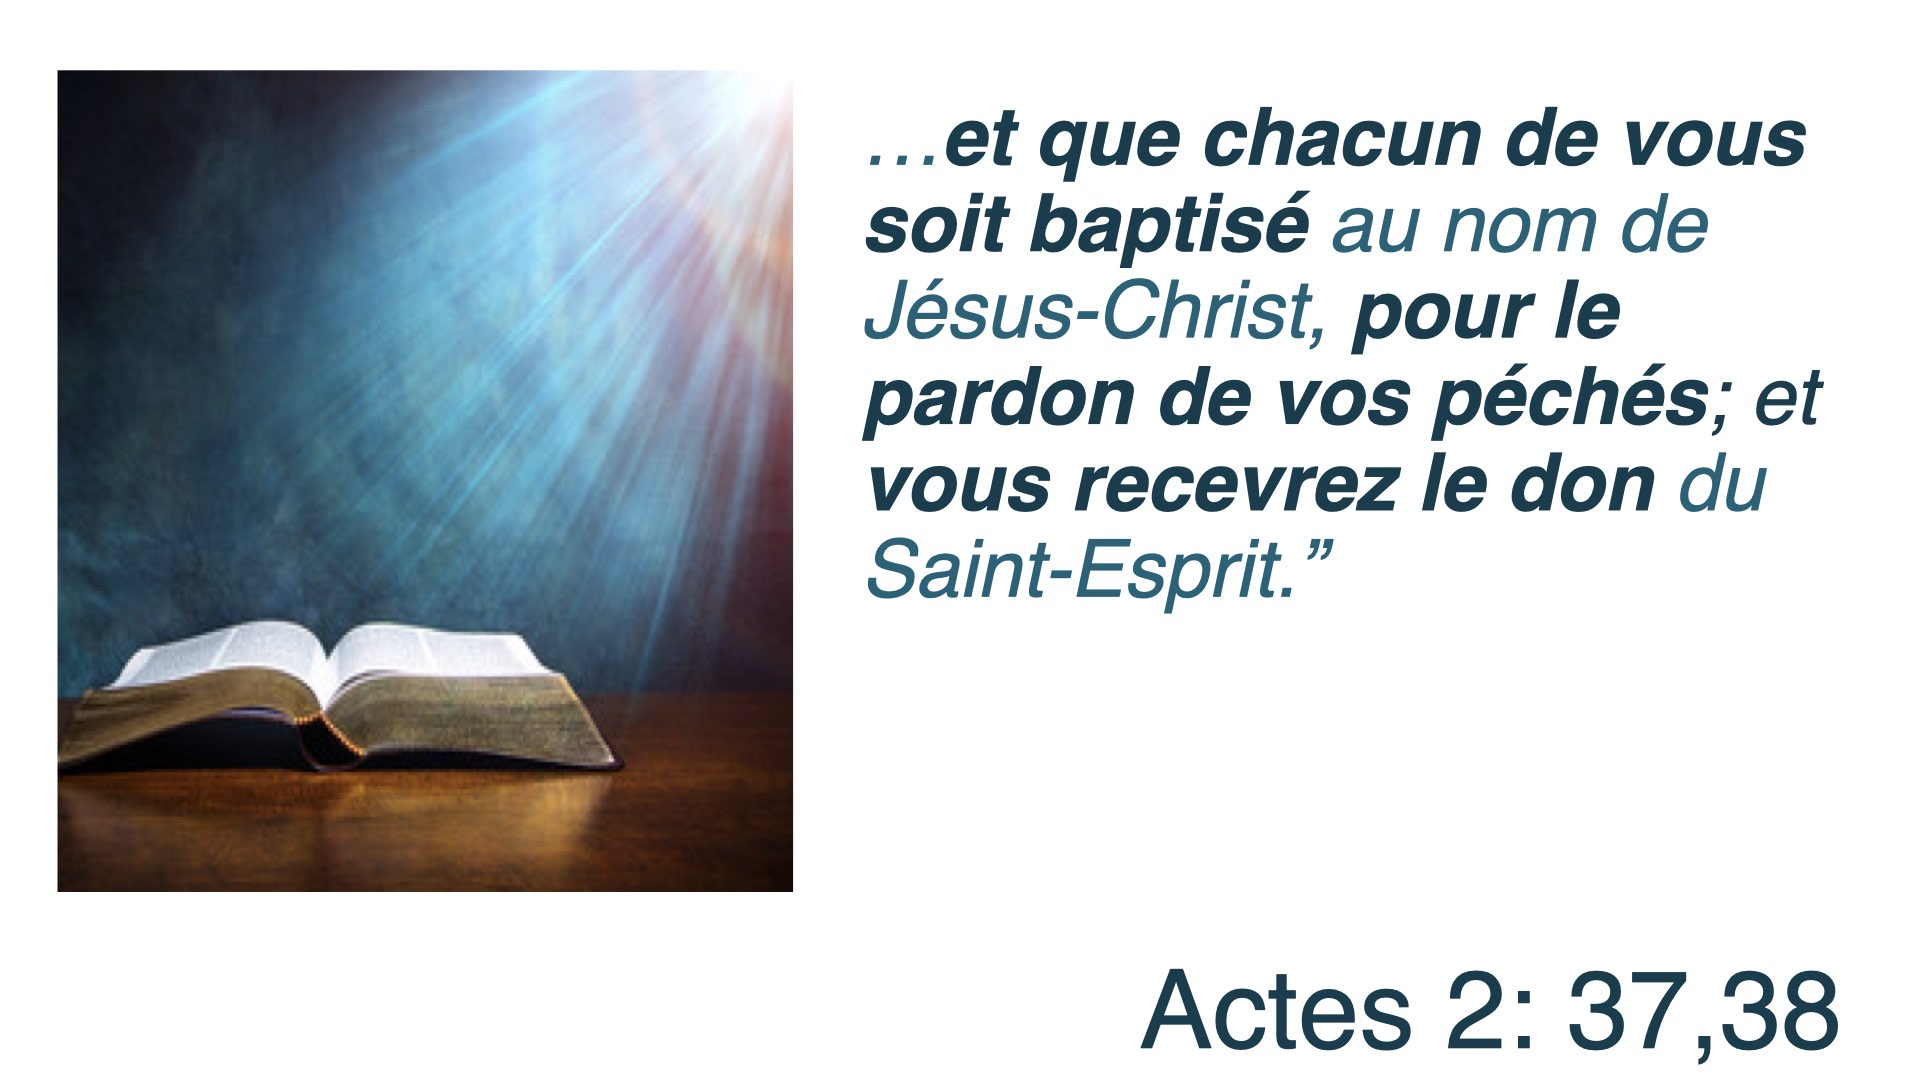 …et que chacun de vous
soit baptisé au nom de
Jésus-Christ, pour le
pardon de vos péchés; et
vous recevrez le don du
Saint-Esprit.”
Actes 2: 37,38